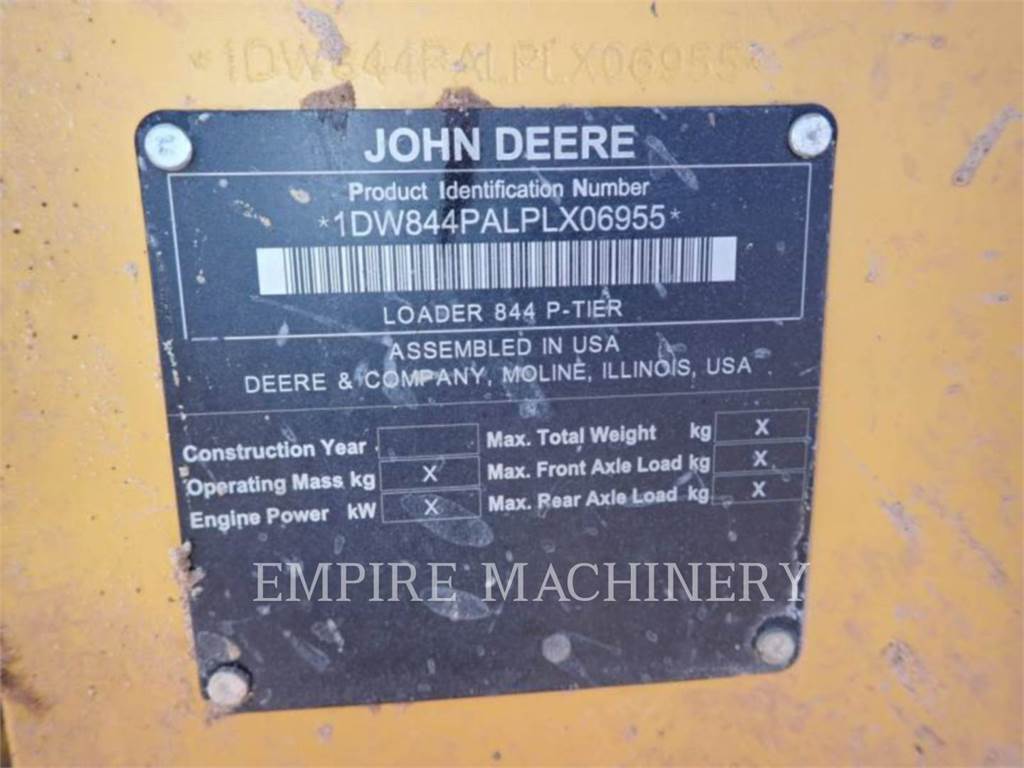 *1DW844PALPLX06955*
JOHN DEERE
Product Identification Number
*1DW844PALPLX06955*
LOADER 844 P-TIER
ASSEMBLED IN USA
DEERE & COMPANY, MOLINE, ILLINOIS, USA
Construction Year
Max. Total Weight kg X
Operating Mass kg X
Max. Front Axle Load kg X
Engine Power kW X
Max. Rear Axle Load kg X
EMPIRE MACHINERY